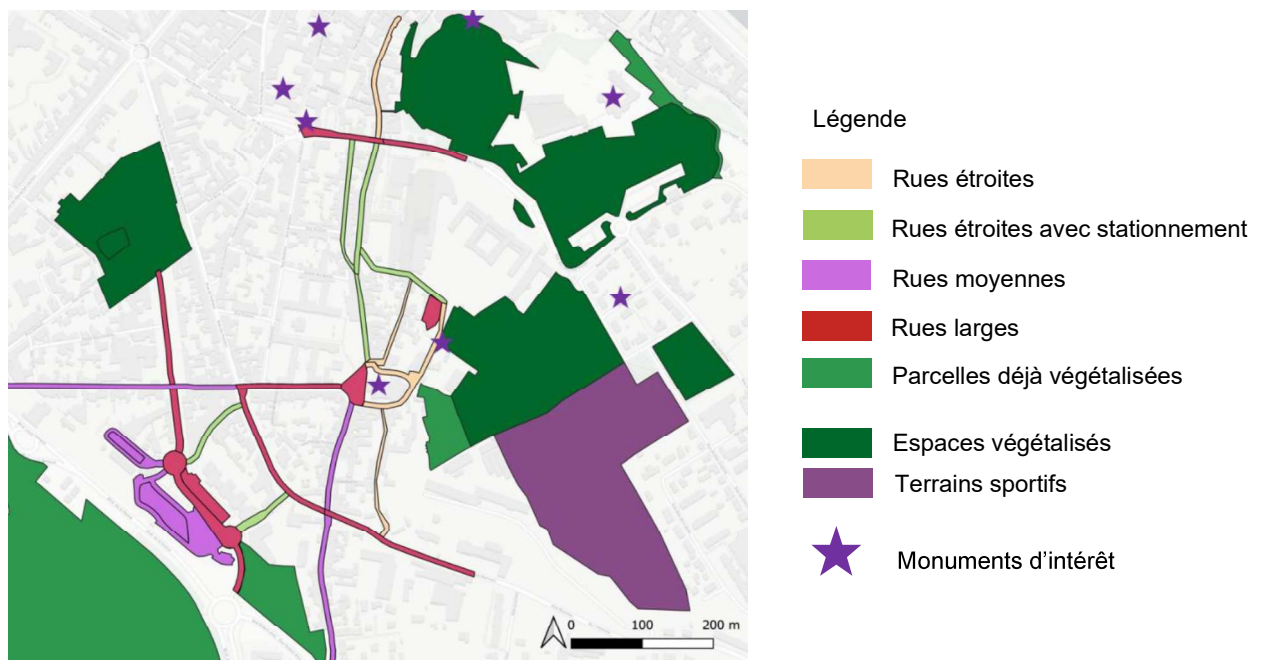 Légende
Rues étroites
Rues étroites avec stationnement
Rues moyennes
Rues larges
Parcelles déjà végétalisées
Espaces végétalisés
Terrains sportifs
Monuments d’intérêt
0 100 200 m